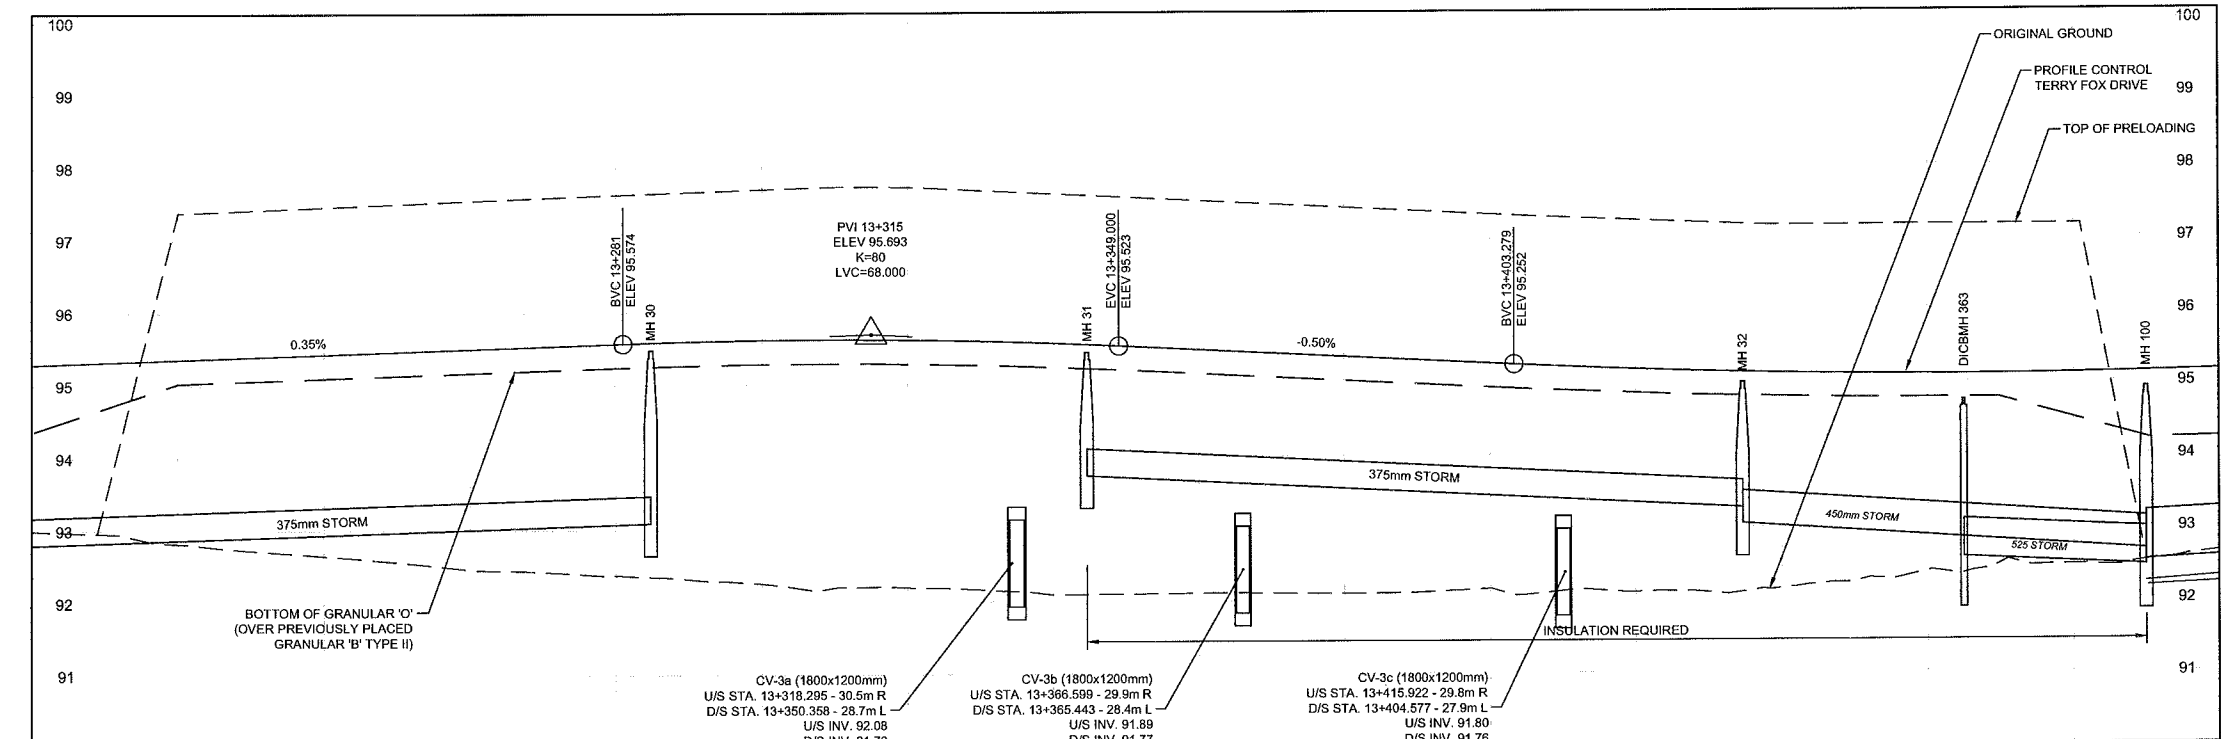 100
100
ORIGINAL GROUND
PROFILE CONTROL
TERRY FOX DRIVE
99
99
TOP OF PRELOADING
98
98
97
97
PVI 13+315
ELEV 95.693
K=80
LVC=68.000
BVC 13+281
ELEV 95.574
EVC 13+349.000
ELEV 95.523
BVC 13+403.279
ELEV 95.252
96
96
MH 30
MH 31
MH 32
DICBMH 363
MH 100
0.35%
-0.50%
95
95
94
94
375mm STORM
375mm STORM
450mm STORM
525 STORM
93
93
92
92
BOTTOM OF GRANULAR 'O'
(OVER PREVIOUSLY PLACED
GRANULAR 'B' TYPE II)
INSULATION REQUIRED
91
91
CV-3a (1800x1200mm)
U/S STA. 13+318.295 - 30.5m R
D/S STA. 13+350.358 - 28.7m L
U/S INV. 92.08
CV-3b (1800x1200mm)
U/S STA. 13+366.599 - 29.9m R
D/S STA. 13+365.443 - 28.4m L
U/S INV. 91.89
D/S INV. 91.77
CV-3c (1800x1200mm)
U/S STA. 13+415.922 - 29.8m R
D/S STA. 13+404.577 - 27.9m L
U/S INV. 91.80
D/S INV. 91.76